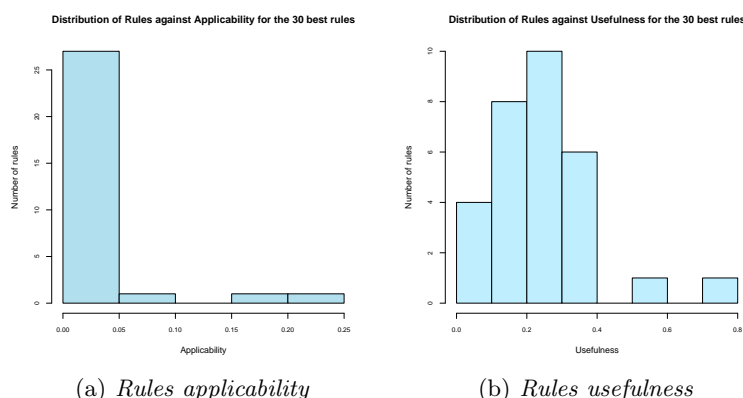 Distribution of Rules against Applicability for the 30 best rules
Number of rules
25
20
15
10
5
0
0.00 0.05 0.10 0.15 0.20 0.25
Applicability
(a) Rules applicability
Distribution of Rules against Usefulness for the 30 best rules
Number of rules
10
8
6
4
2
0
0.0 0.2 0.4 0.6 0.8
Usefulness
(b) Rules usefulness